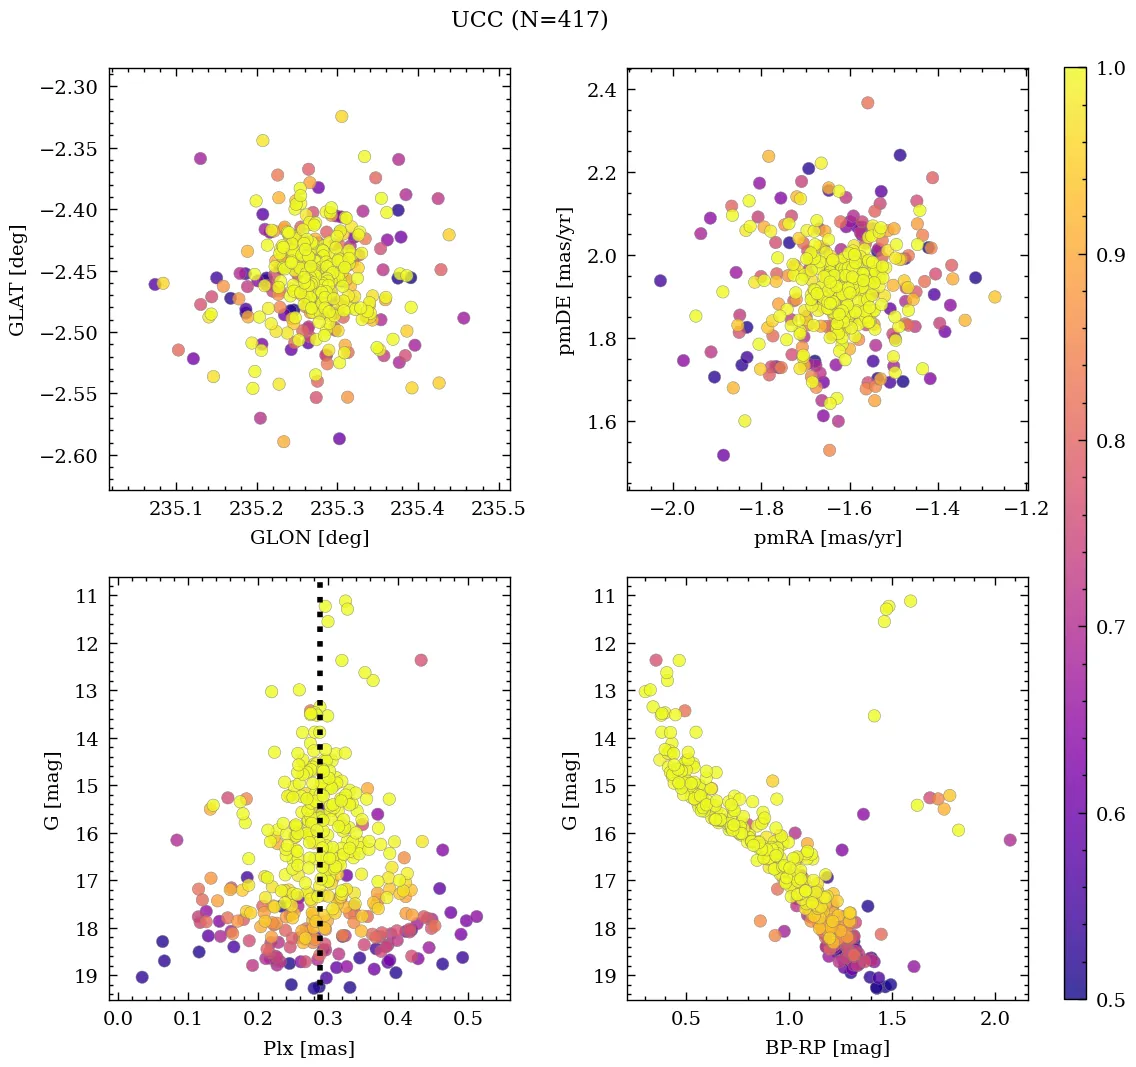 UCC (N=417)
−2.30
−2.35
−2.40
−2.45
−2.50
−2.55
−2.60
GLAT [deg]
235.1 235.2 235.3 235.4 235.5
GLON [deg]
2.4
2.2
2.0
1.8
1.6
pmDE [mas/yr]
−2.0 −1.8 −1.6 −1.4 −1.2
pmRA [mas/yr]
11
12
13
14
15
16
17
18
19
G [mag]
0.0 0.1 0.2 0.3 0.4 0.5
Plx [mas]
11
12
13
14
15
16
17
18
19
G [mag]
0.5 1.0 1.5 2.0
BP-RP [mag]
1.0
0.9
0.8
0.7
0.6
0.5